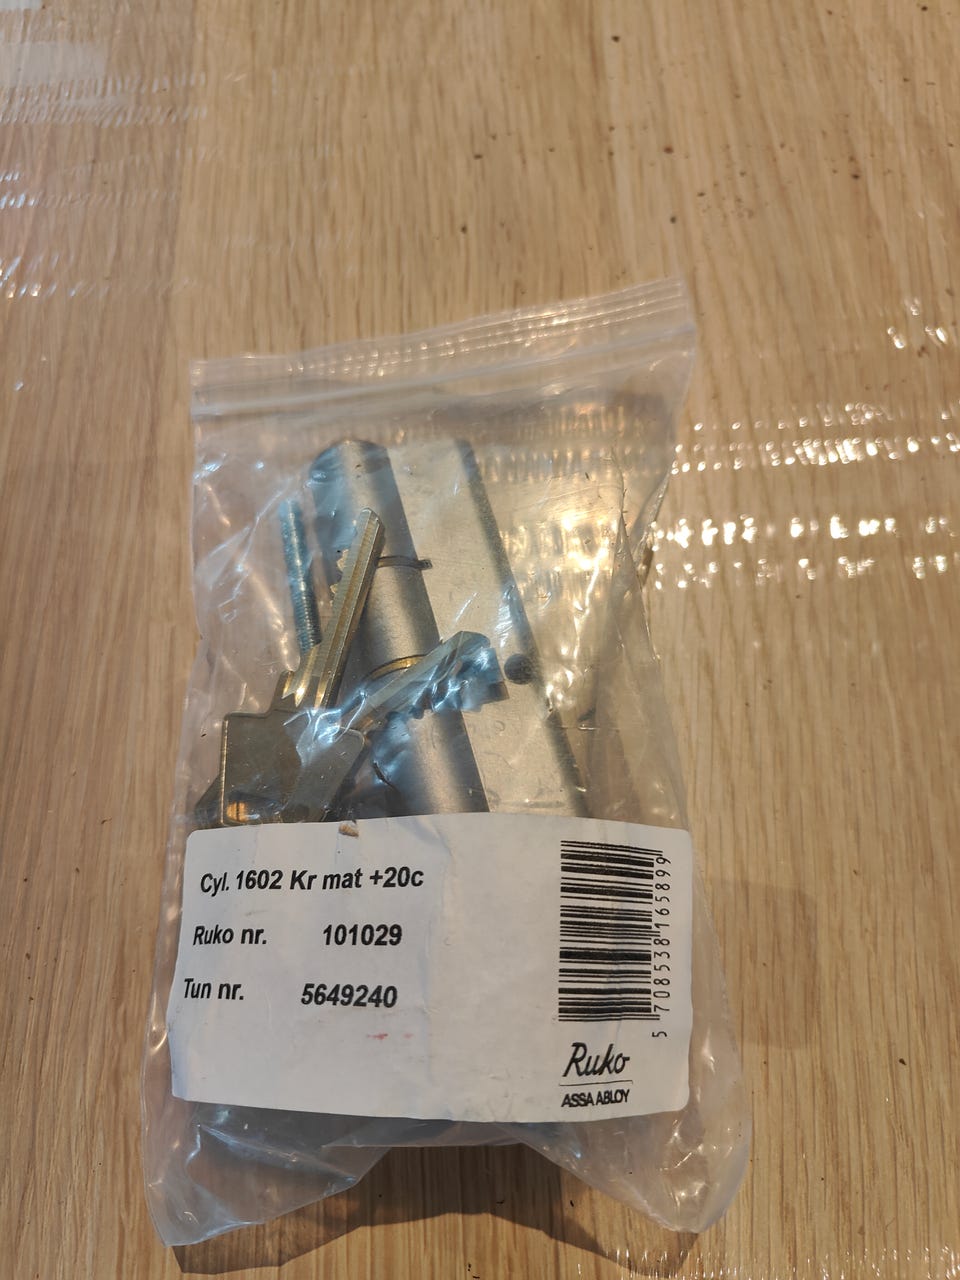 Cyl. 1602 Kr mat +20c
Ruko nr. 101029
Tun nr. 5649240
5 708538 165899
Ruko
ASSA ABLOY